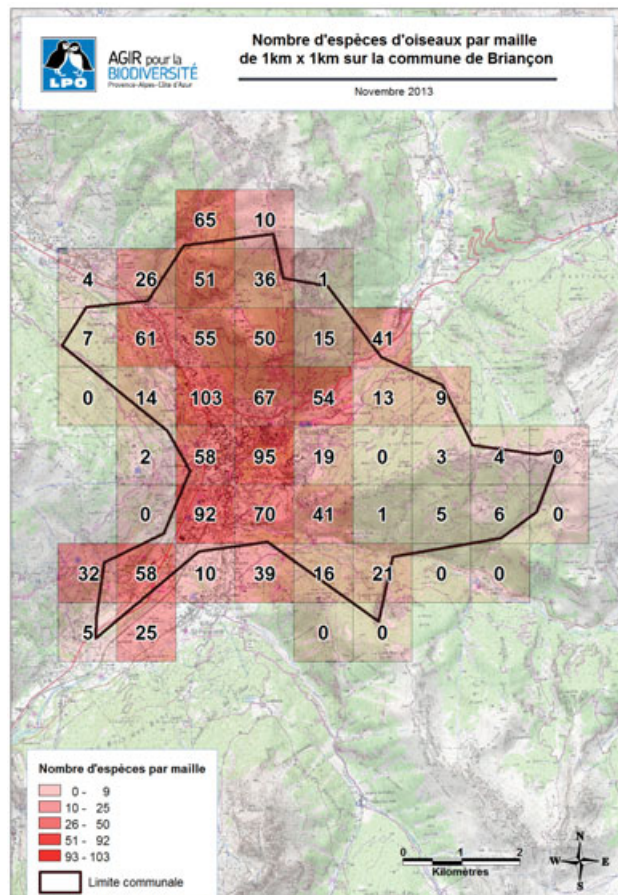 LPO
AGIR pour la
BIODIVERSITÉ
Provence-Alpes-Côte d'Azur
Nombre d'espèces d'oiseaux par maille
de 1km x 1km sur la commune de Briançon
Novembre 2013
65 10
4 26 51 36 1
7 61 55 50 15 41
0 14 103 67 54 13 9
2 58 95 19 0 3 4 0
0 92 70 41 1 5 6 0
32 58 10 39 16 21 0 0
5 25 0 0
Nombre d'espèces par maille
0 - 9
10 - 25
26 - 50
51 - 92
93 - 103
Limite communale
0 1 2
Kilomètres
N
W E
S